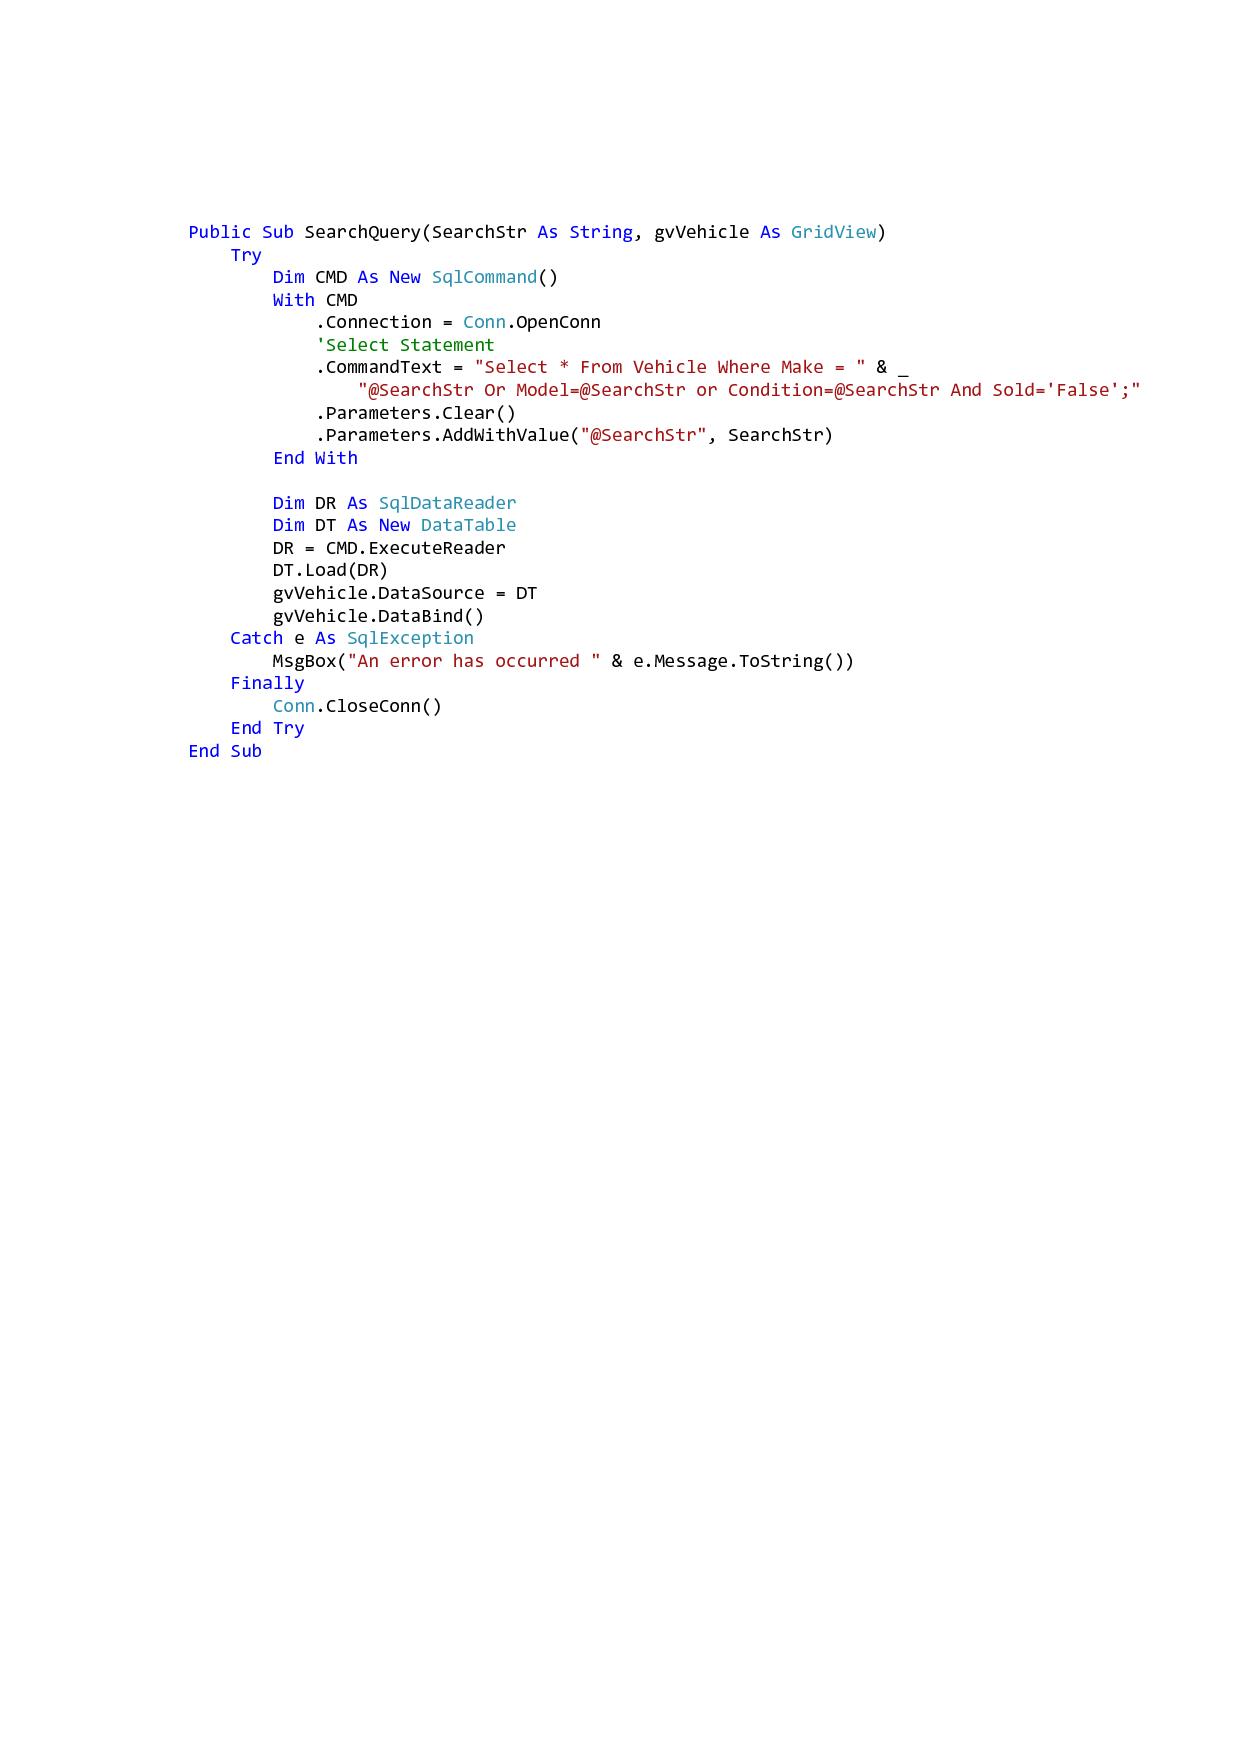 Public Sub SearchQuery(SearchStr As String, gvVehicle As GridView)
    Try
        Dim CMD As New SqlCommand()
        With CMD
            .Connection = Conn.OpenConn
            'Select Statement
            .CommandText = "Select * From Vehicle Where Make = " & _
                "@SearchStr Or Model=@SearchStr or Condition=@SearchStr And Sold='False';"
            .Parameters.Clear()
            .Parameters.AddWithValue("@SearchStr", SearchStr)
        End With

        Dim DR As SqlDataReader
        Dim DT As New DataTable
        DR = CMD.ExecuteReader
        DT.Load(DR)
        gvVehicle.DataSource = DT
        gvVehicle.DataBind()
    Catch e As SqlException
        MsgBox("An error has occurred " & e.Message.ToString())
    Finally
        Conn.CloseConn()
    End Try
End Sub